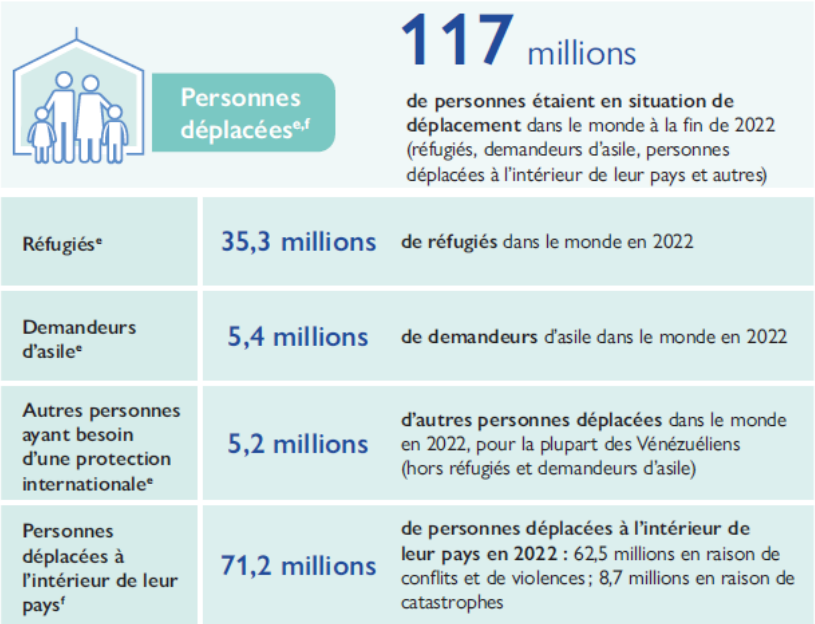 117 millions
Personnes
déplacées^e,f
de personnes étaient en situation de
déplacement dans le monde à la fin de 2022
(réfugiés, demandeurs d'asile, personnes
déplacées à l'intérieur de leur pays et autres)
Réfugiés^e
35,3 millions
de réfugiés dans le monde en 2022
Demandeurs
d'asile^e
5,4 millions
de demandeurs d'asile dans le monde en 2022
Autres personnes
ayant besoin
d'une protection
internationale^e
5,2 millions
d'autres personnes déplacées dans le monde
en 2022, pour la plupart des Vénézuéliens
(hors réfugiés et demandeurs d'asile)
Personnes
déplacées à
l'intérieur de leur
pays^f
71,2 millions
de personnes déplacées à l'intérieur de
leur pays en 2022 : 62,5 millions en raison de
conflits et de violences ; 8,7 millions en raison de
catastrophes